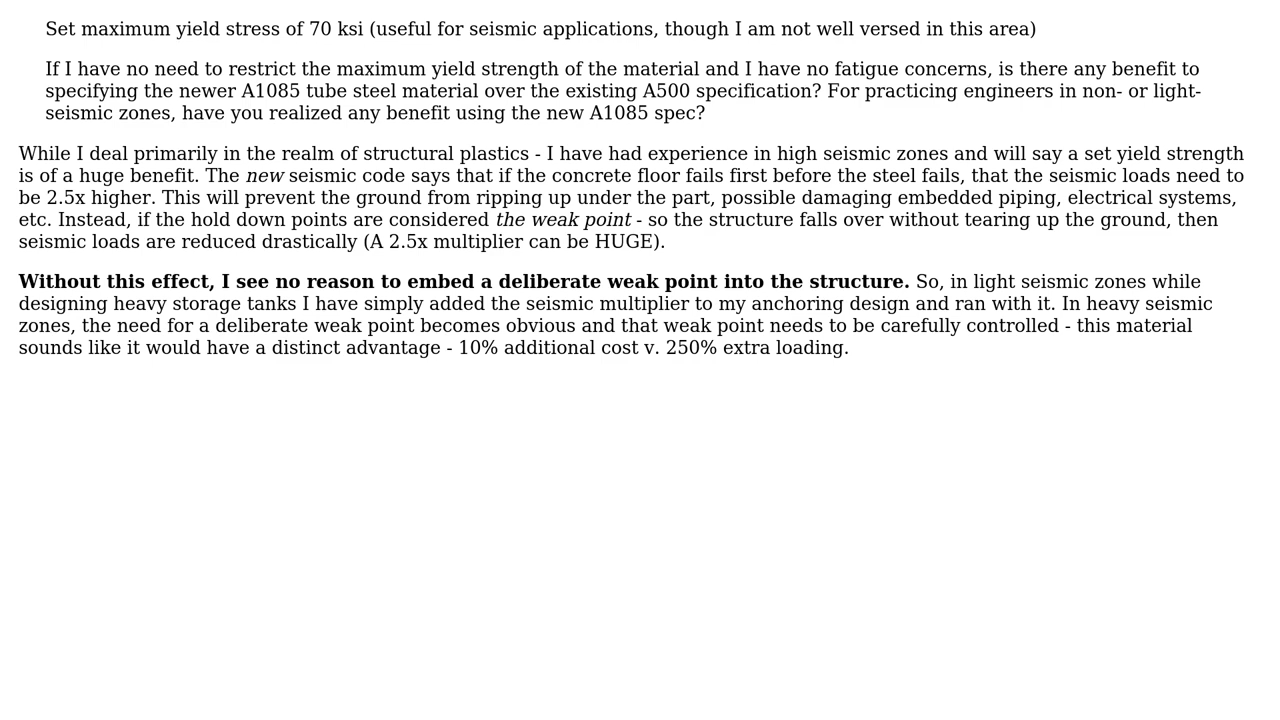 Set maximum yield stress of 70 ksi (useful for seismic applications, though I am not well versed in this area)
If I have no need to restrict the maximum yield strength of the material and I have no fatigue concerns, is there any benefit to
specifying the newer A1085 tube steel material over the existing A500 specification? For practicing engineers in non- or light-
seismic zones, have you realized any benefit using the new A1085 spec?
While I deal primarily in the realm of structural plastics - I have had experience in high seismic zones and will say a set yield strength
is of a huge benefit. The new seismic code says that if the concrete floor fails first before the steel fails, that the seismic loads need to
be 2.5x higher. This will prevent the ground from ripping up under the part, possible damaging embedded piping, electrical systems,
etc. Instead, if the hold down points are considered the weak point - so the structure falls over without tearing up the ground, then
seismic loads are reduced drastically (A 2.5x multiplier can be HUGE).
Without this effect, I see no reason to embed a deliberate weak point into the structure. So, in light seismic zones while
designing heavy storage tanks I have simply added the seismic multiplier to my anchoring design and ran with it. In heavy seismic
zones, the need for a deliberate weak point becomes obvious and that weak point needs to be carefully controlled - this material
sounds like it would have a distinct advantage - 10% additional cost v. 250% extra loading.